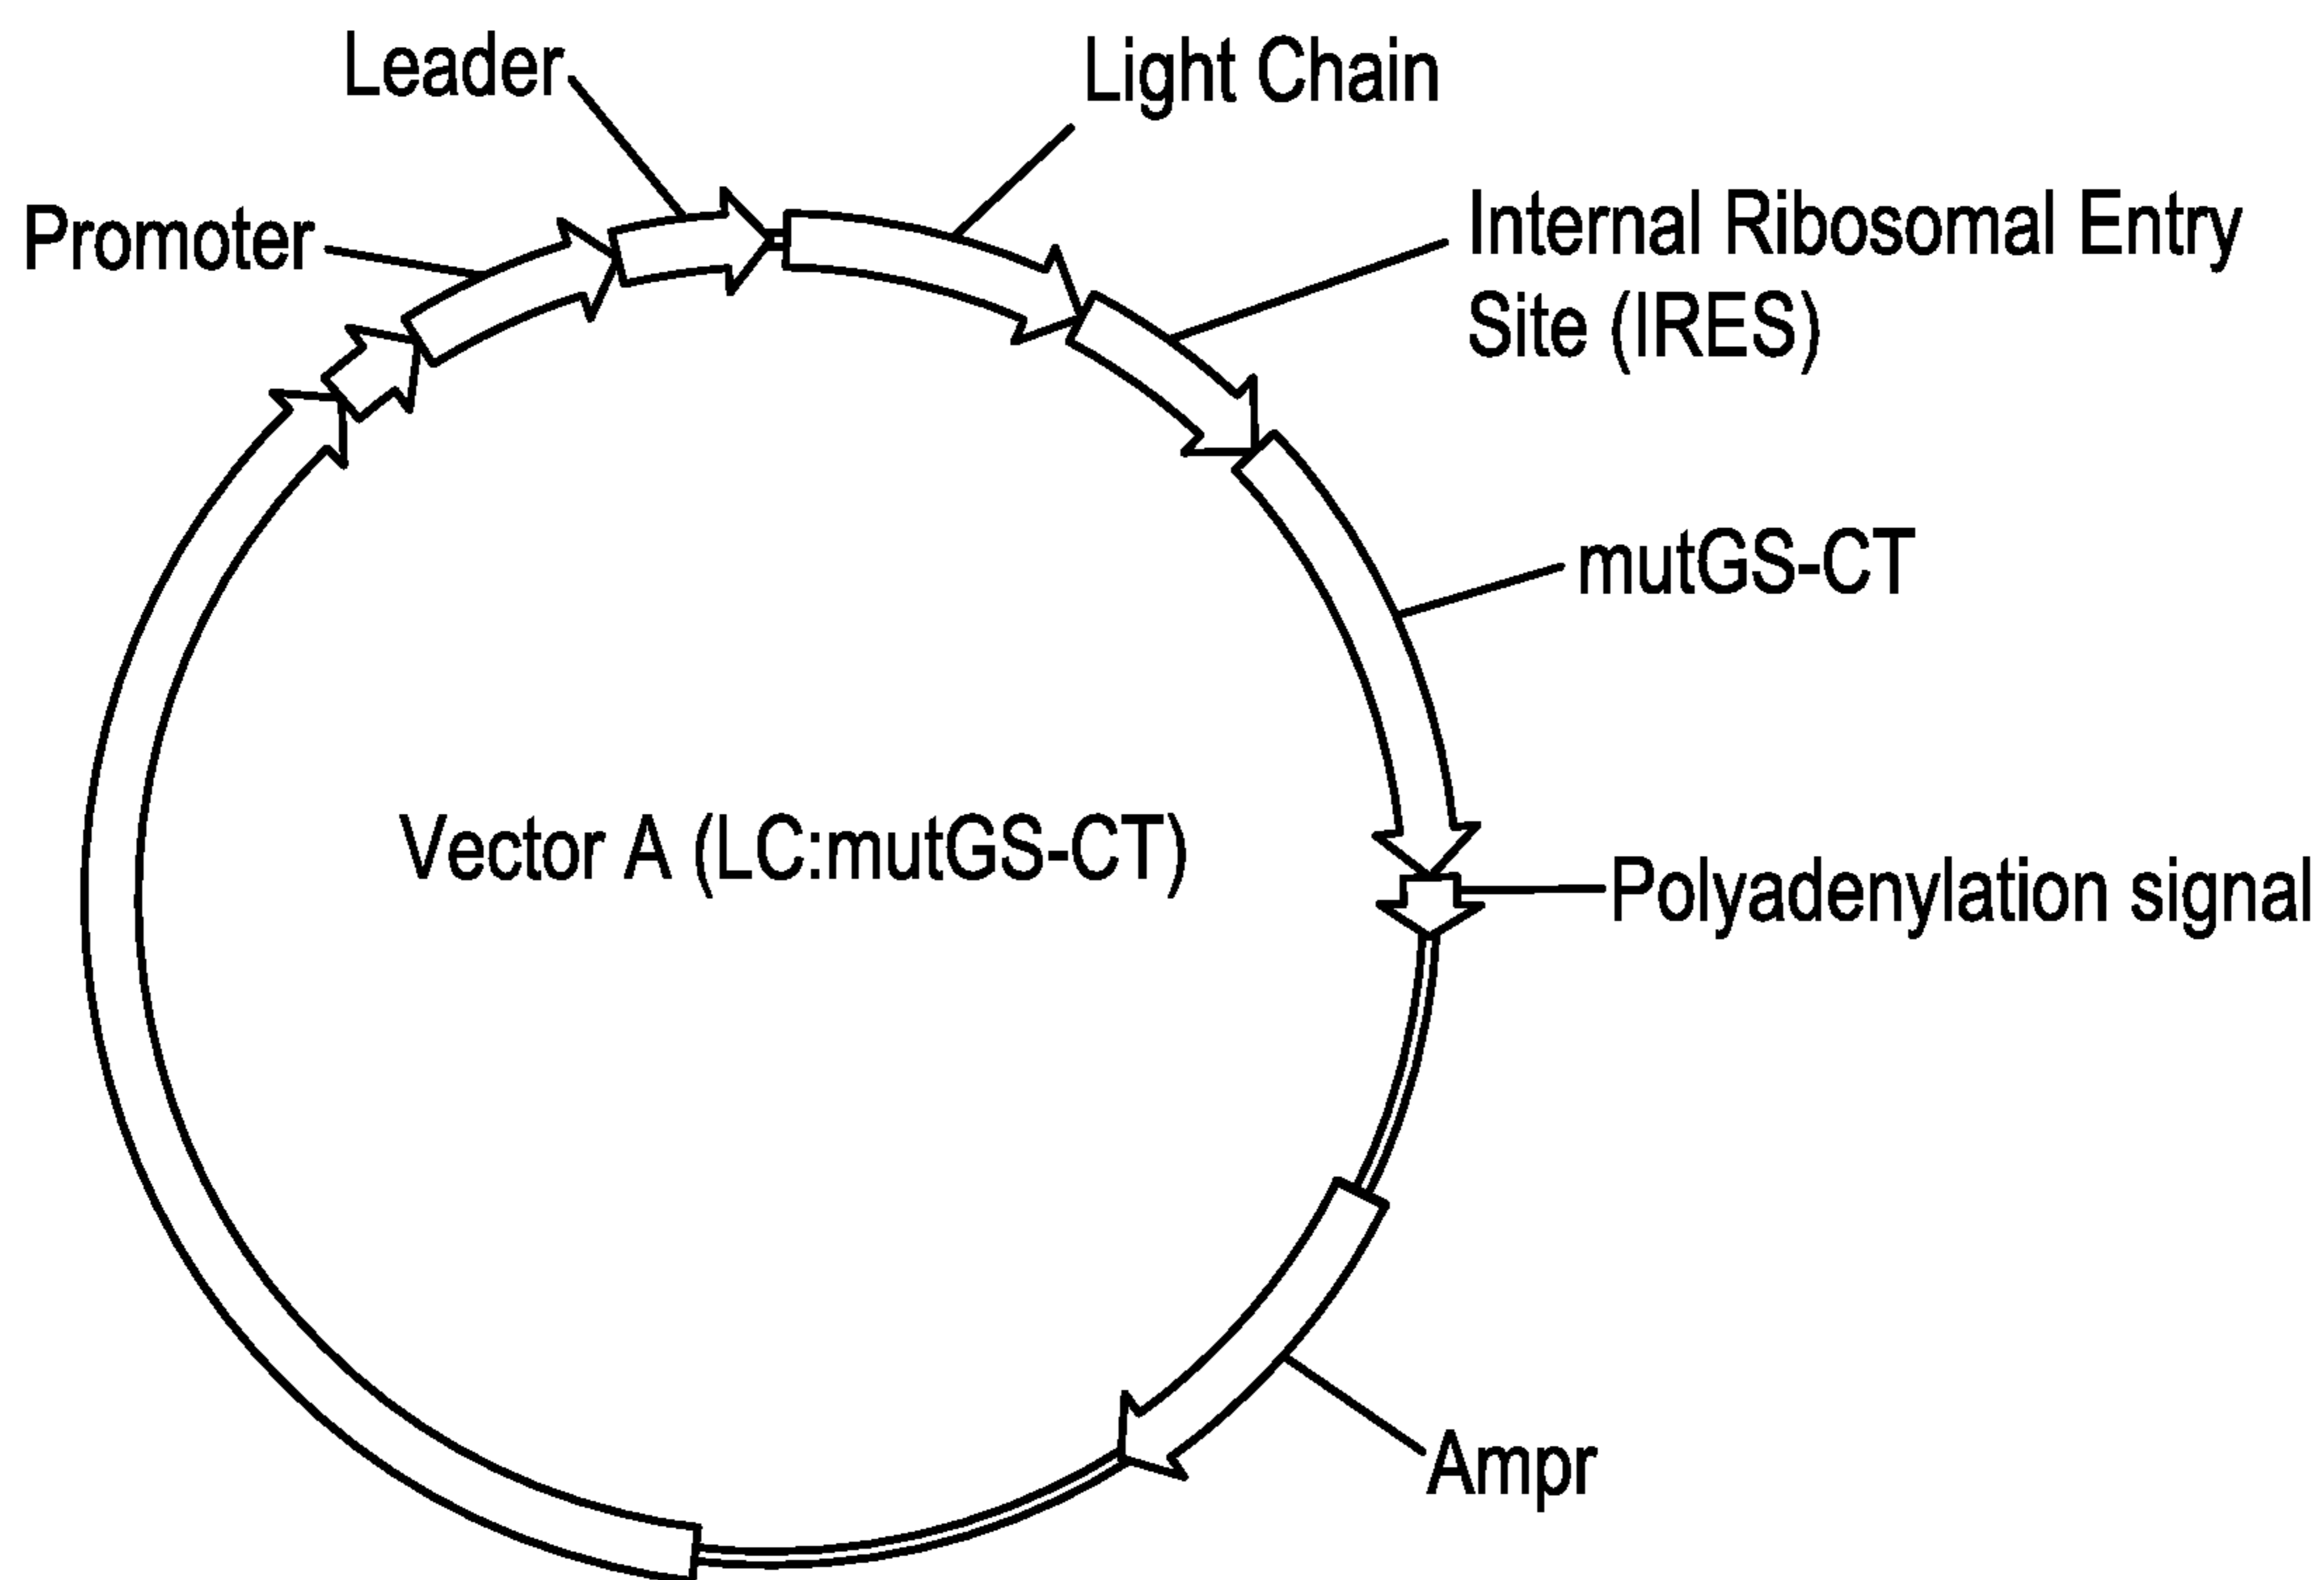 Leader
Light Chain
Promoter
Internal Ribosomal Entry
Site (IRES)
mutGS-CT
Vector A (LC:mutGS-CT)
Polyadenylation signal
Ampr